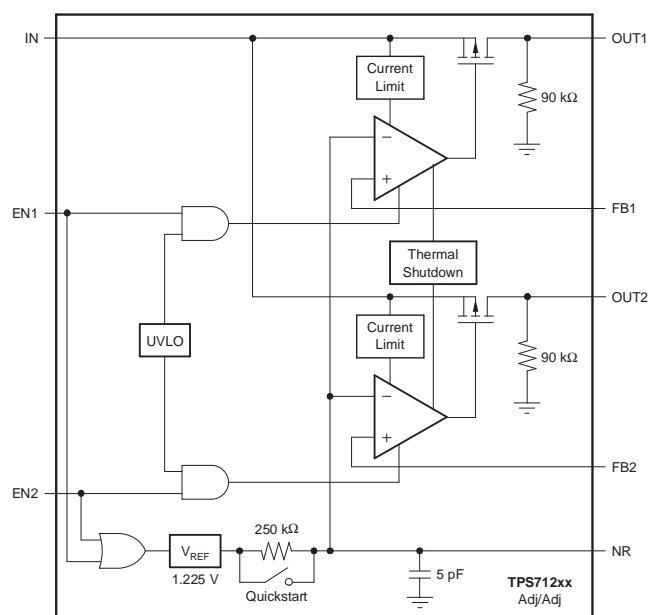 IN
OUT1
Current
Limit
90 kΩ
−
+
EN1
FB1
Thermal
Shutdown
OUT2
UVLO
Current
Limit
90 kΩ
−
+
FB2
EN2
250 kΩ
VREF
NR
1.225 V
Quickstart
5 pF
TPS712xx
Adj/Adj